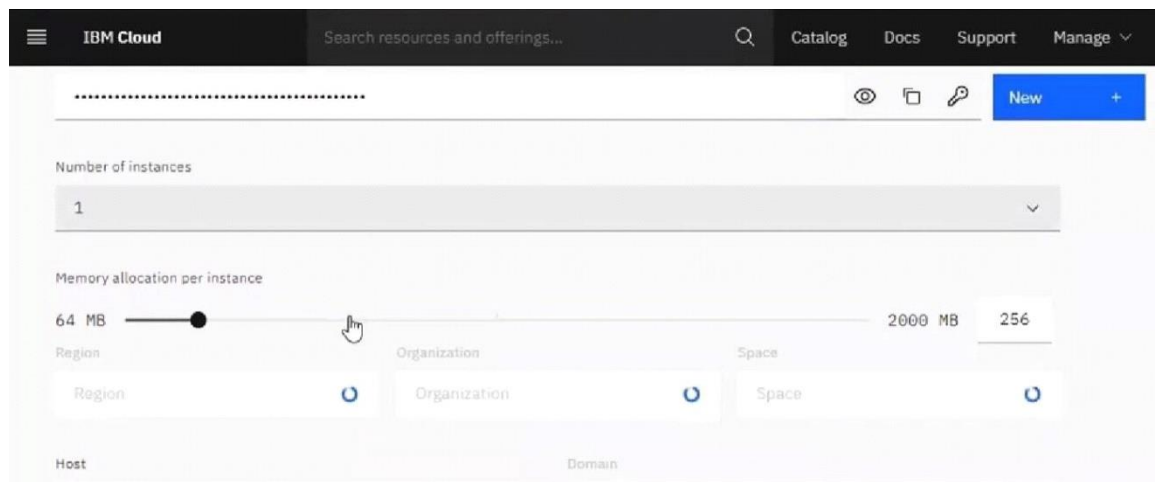 IBM Cloud Search resources and offerings... Catalog Docs Support Manage
•••••••••••••••••••••••••••••••••••••••••••• New +
Number of instances
1
Memory allocation per instance
64 MB 2000 MB 256
Region Organization Space
Region Organization Space
Host Domain